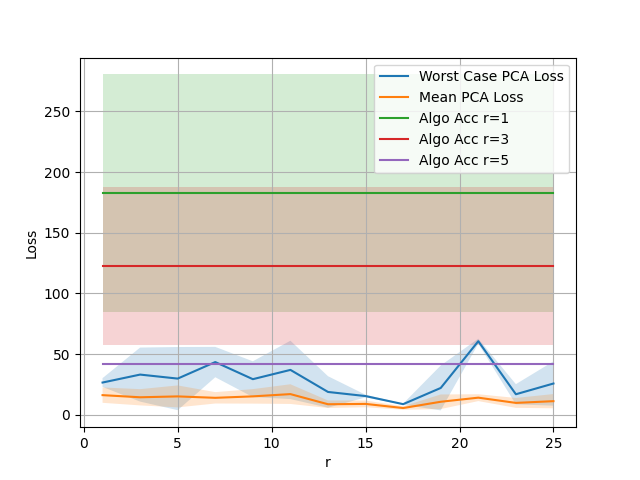 Worst Case PCA Loss
Mean PCA Loss
Algo Acc r=1
Algo Acc r=3
Algo Acc r=5
Loss
250
200
150
100
50
0
0 5 10 15 20 25
r